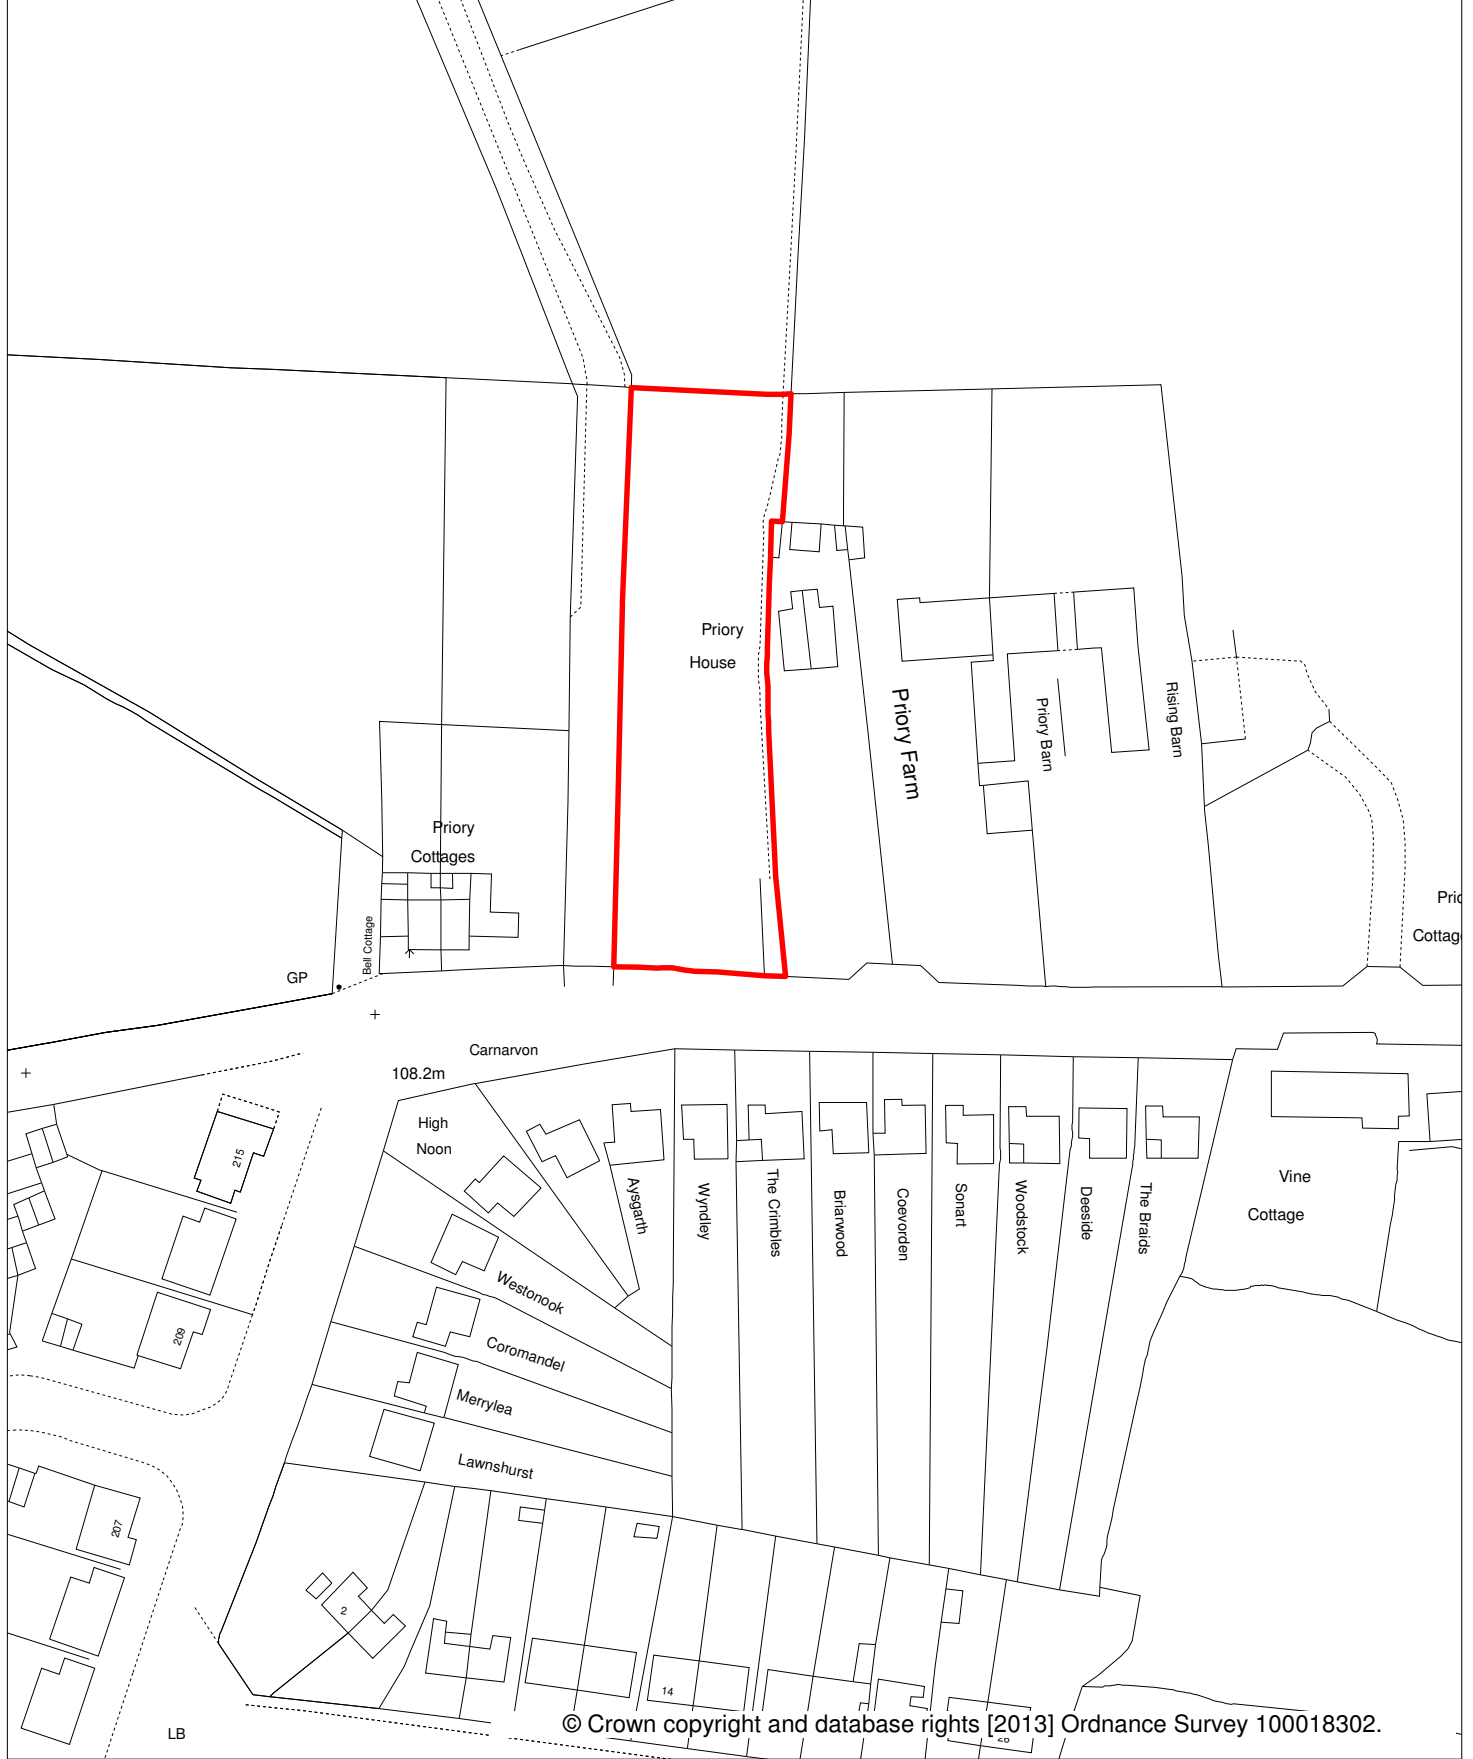 Priory
House
Priory Farm
Priory Barn
Rising Barn
Priory
Cottages
Bell Cottage
GP
Prio
Cottag
Carnarvon
108.2m
High
Noon
215
209
207
Aysgarth
Wyndley
The Crimbles
Briarwood
Coevorden
Sonart
Woodstock
Deeside
The Braids
Vine
Cottage
Westonook
Coromandel
Merrylea
Lawnshurst
2
14
LB
© Crown copyright and database rights [2013] Ordnance Survey 100018302.